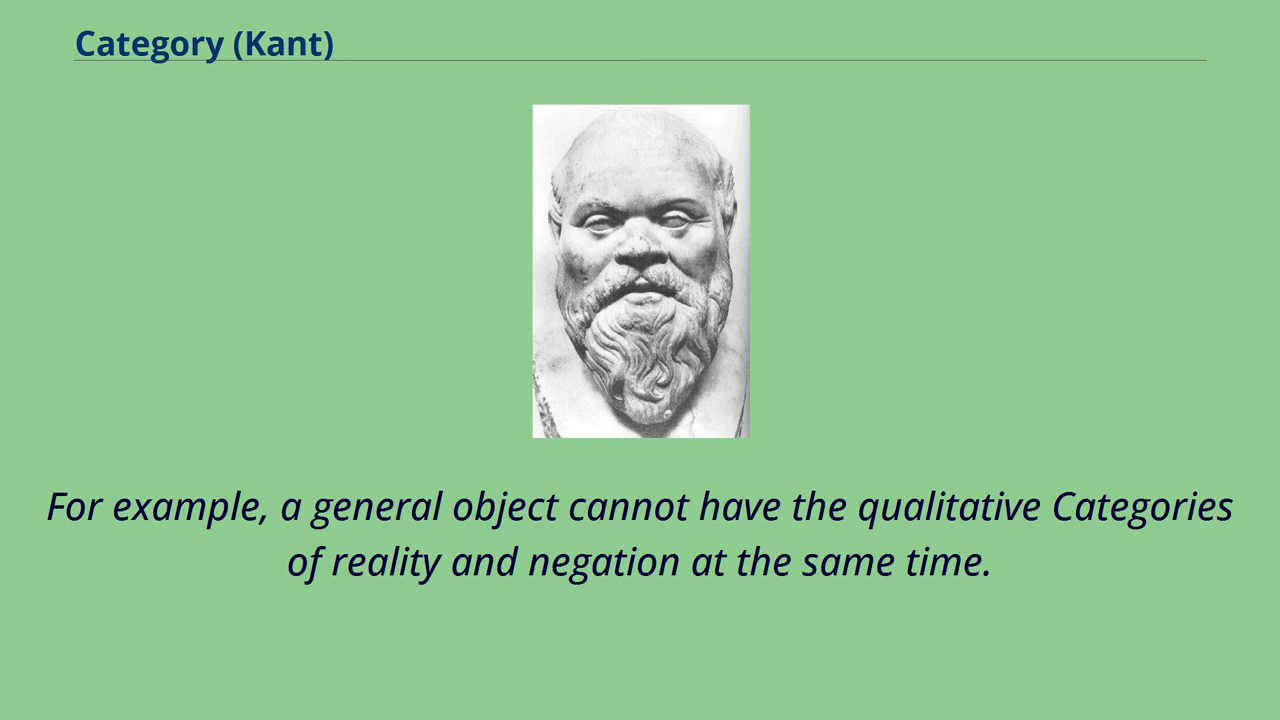 Category (Kant)
For example, a general object cannot have the qualitative Categories
of reality and negation at the same time.